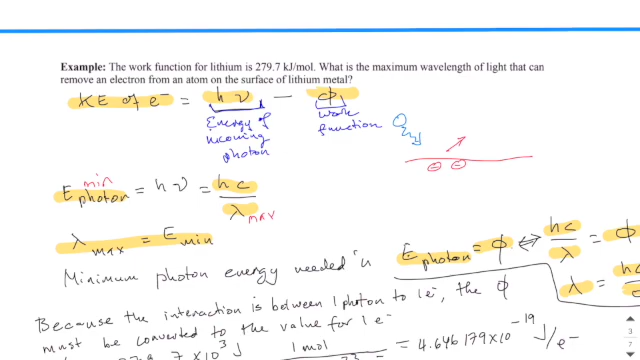 Example: The work function for lithium is 279.7 kJ/mol. What is the maximum wavelength of light that can
remove an electron from an atom on the surface of lithium metal?
KE of e⁻ = hν − ϕ
Energy of
incoming
photon
work
function
E photon min = hν = hc/λ max
λ max = E min
Minimum photon energy needed
E photon = ϕ ⟷ hc/λ = ϕ
λ = hc
Because the interaction is between 1 photon to 1 e⁻, the ϕ
must be converted to the value for 1 e⁻
7 × 10³ J
1 mol
= 4.646179 × 10⁻¹⁹ J/e⁻
3
7